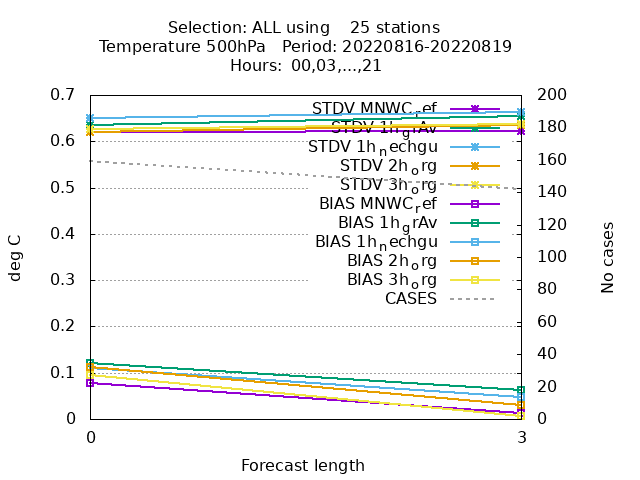 Selection: ALL using    25 stations
Temperature 500hPa   Period: 20220816-20220819
Hours:  00,03,...,21
0.7
0.6
0.5
0.4
0.3
0.2
0.1
0
deg C
STDV MNWC_ref
STDV 1h_grAv
STDV 1h_nechgu
STDV 2h_org
STDV 3h_org
BIAS MNWC_ref
BIAS 1h_grAv
BIAS 1h_nechgu
BIAS 2h_org
BIAS 3h_org
CASES
200
180
160
140
120
100
80
60
40
20
0
No cases
0
3
Forecast length